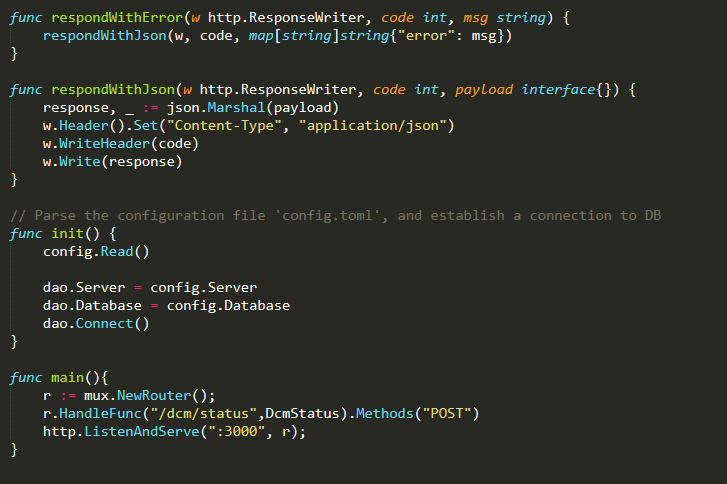 func respondWithError(w http.ResponseWriter, code int, msg string) {
    respondWithJson(w, code, map[string]string{"error": msg})
}

func respondWithJson(w http.ResponseWriter, code int, payload interface{}) {
    response, _ := json.Marshal(payload)
    w.Header().Set("Content-Type", "application/json")
    w.WriteHeader(code)
    w.Write(response)
}

// Parse the configuration file 'config.toml', and establish a connection to DB
func init() {
    config.Read()

    dao.Server = config.Server
    dao.Database = config.Database
    dao.Connect()
}

func main(){
    r := mux.NewRouter();
    r.HandleFunc("/dcm/status",DcmStatus).Methods("POST")
    http.ListenAndServe(":3000", r);
}